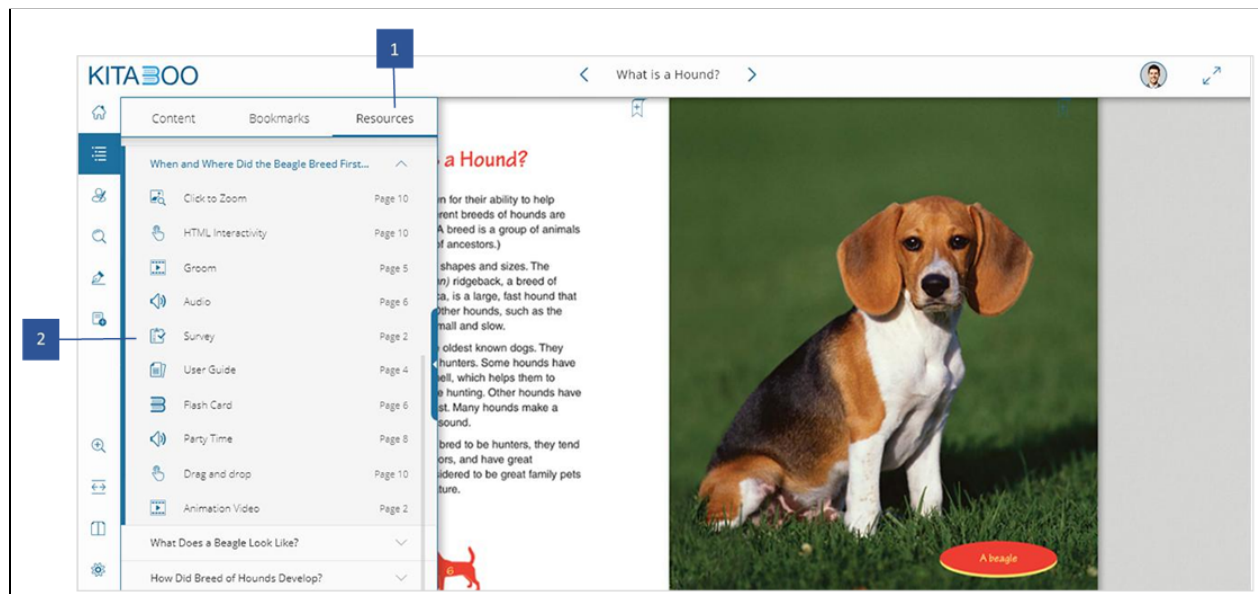 1
KITABOO
What is a Hound?
Content Bookmarks Resources
When and Where Did the Beagle Breed First...
Click to Zoom Page 10
HTML Interactivity Page 10
Groom Page 5
Audio Page 6
2
Survey Page 2
User Guide Page 4
Flash Card Page 6
Party Time Page 8
Drag and drop Page 10
Animation Video Page 2
What Does a Beagle Look Like?
How Did Breed of Hounds Develop?
a Hound?
for their ability to help
breeds of hounds are
A breed is a group of animals
of ancestors.)
shapes and sizes. The
ridgeback, a breed of
is a large, fast hound that
Other hounds, such as the
small and slow.
oldest known dogs. They
hunters. Some hounds have
which helps them to
hunting. Other hounds have
Many hounds make a
sound.
bred to be hunters, they tend
and have great
to be great family pets
6
A beagle